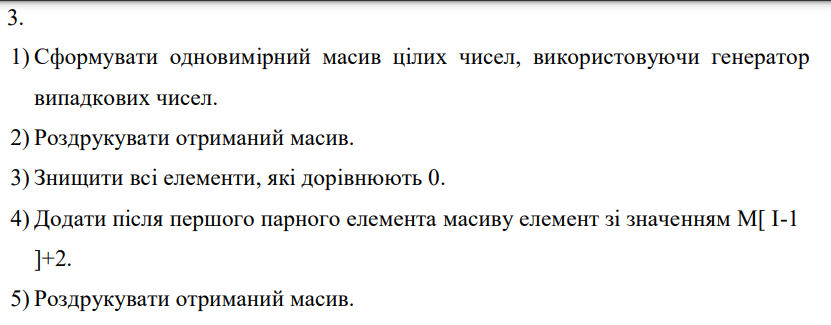 3.
1) Сформувати одновимірний масив цілих чисел, використовуючи генератор
випадкових чисел.
2) Роздрукувати отриманий масив.
3) Знищити всі елементи, які дорівнюють 0.
4) Додати після першого парного елемента масиву елемент зі значенням M[ I-1
]+2.
5) Роздрукувати отриманий масив.